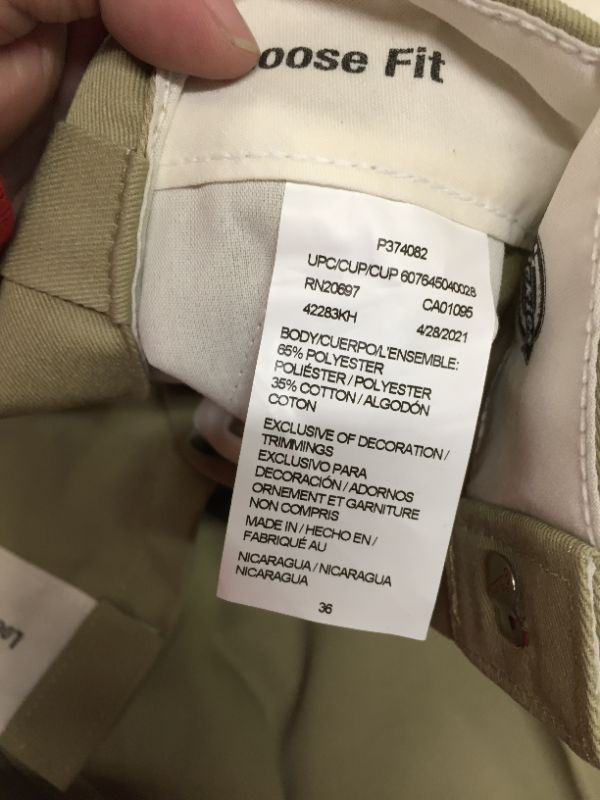 oose Fit
P374082
UPC/CUP/CUP 607645040028
RN20697 CA01095
42283KH 4/28/2021
BODY/CUERPO/L'ENSEMBLE:
65% POLYESTER
POLIÉSTER / POLYESTER
35% COTTON / ALGODÓN
COTON
EXCLUSIVE OF DECORATION /
TRIMMINGS
EXCLUSIVO PARA
DECORACIÓN / ADORNOS
ORNEMENT ET GARNITURE
NON COMPRIS
MADE IN / HECHO EN /
FABRIQUÉ AU
NICARAGUA / NICARAGUA
NICARAGUA
36